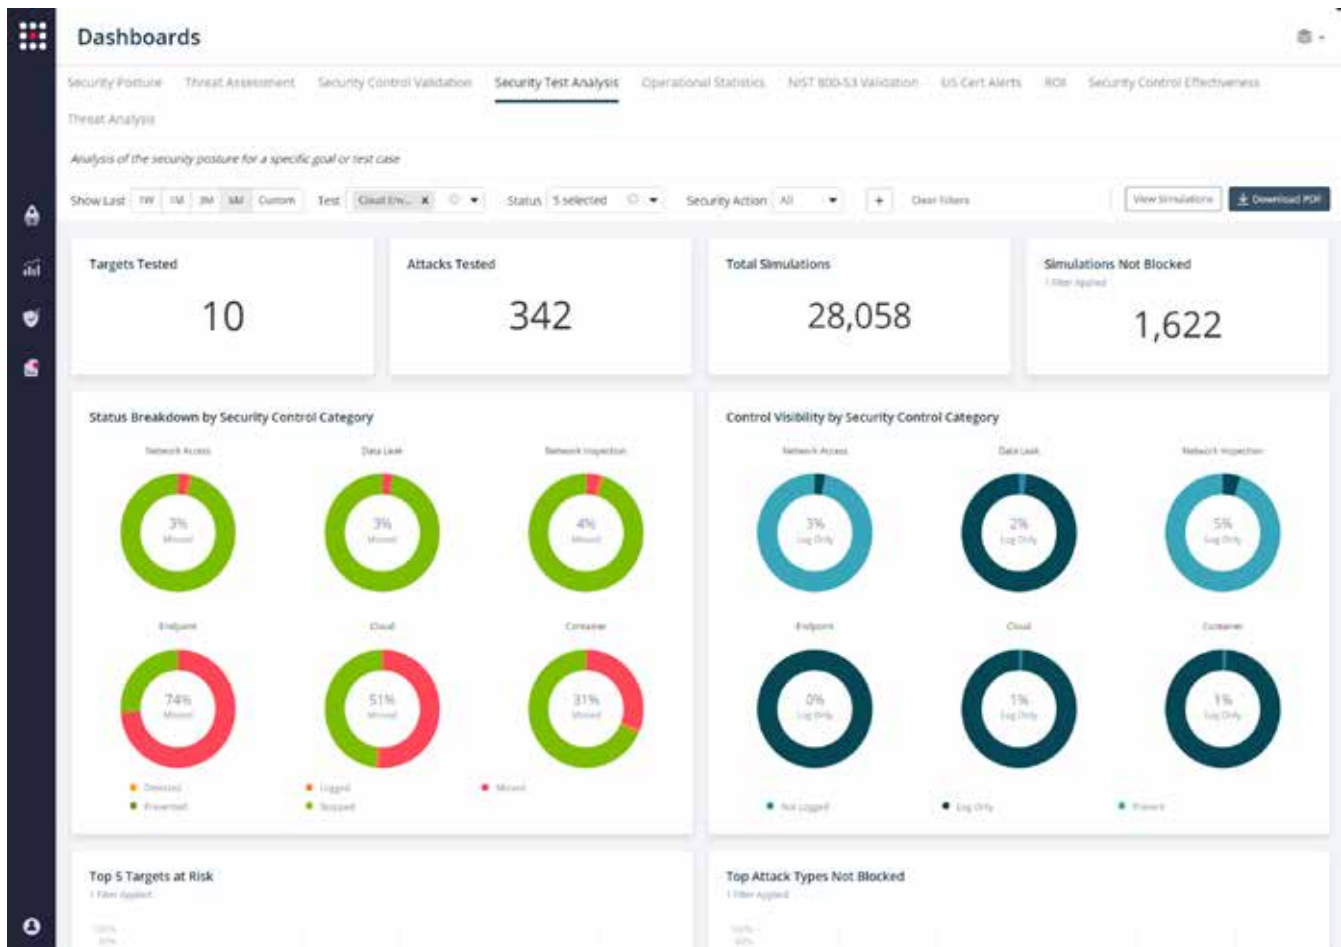 Dashboards
Security Posture Threat Assessment Security Control Validation Security Test Analysis Operational Statistics NIST 800-53 Validation US Cert Alerts ROI Security Control Effectiveness
Threat Analysis
Analysis of the security posture for a specific goal or test case
Show Last 1W 1M 3M 6M Custom Test Cloud Env... x Status 5 selected Security Action All + Clear Filters View Simulations Download PDF
Targets Tested Attacks Tested Total Simulations Simulations Not Blocked
1 Filter Applied
10 342 28,058 1,622
Status Breakdown by Security Control Category Control Visibility by Security Control Category
Network Access Data Leak Network Inspection Network Access Data Leak Network Inspection
3% 3% 4% 3% 2% 5%
Missed Missed Missed Log Only Log Only Log Only
Endpoint Cloud Container Endpoint Cloud Container
74% 51% 31% 0% 1% 1%
Missed Missed Missed Log Only Log Only Log Only
Detected Logged Missed
Prevented Stopped Not Logged Log Only Prevent
Top 5 Targets at Risk Top Attack Types Not Blocked
1 Filter Applied 1 Filter Applied
100% 100%
80% 80%